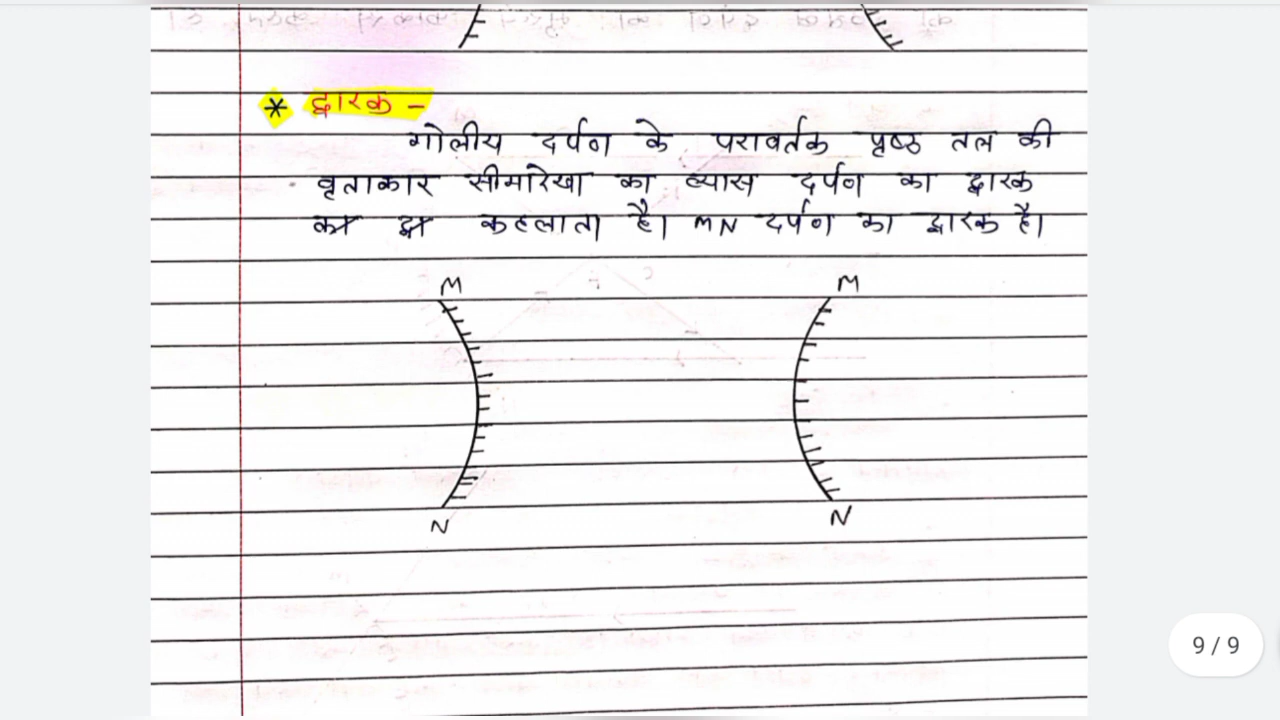 * द्वारक -
गोलीय दर्पण के परावर्तक पृष्ठ तल की
वृताकार सीमारेखा का व्यास दर्पण का द्वारक
कहलाता है। MN दर्पण का द्वारक है।
M M
N N
9 / 9